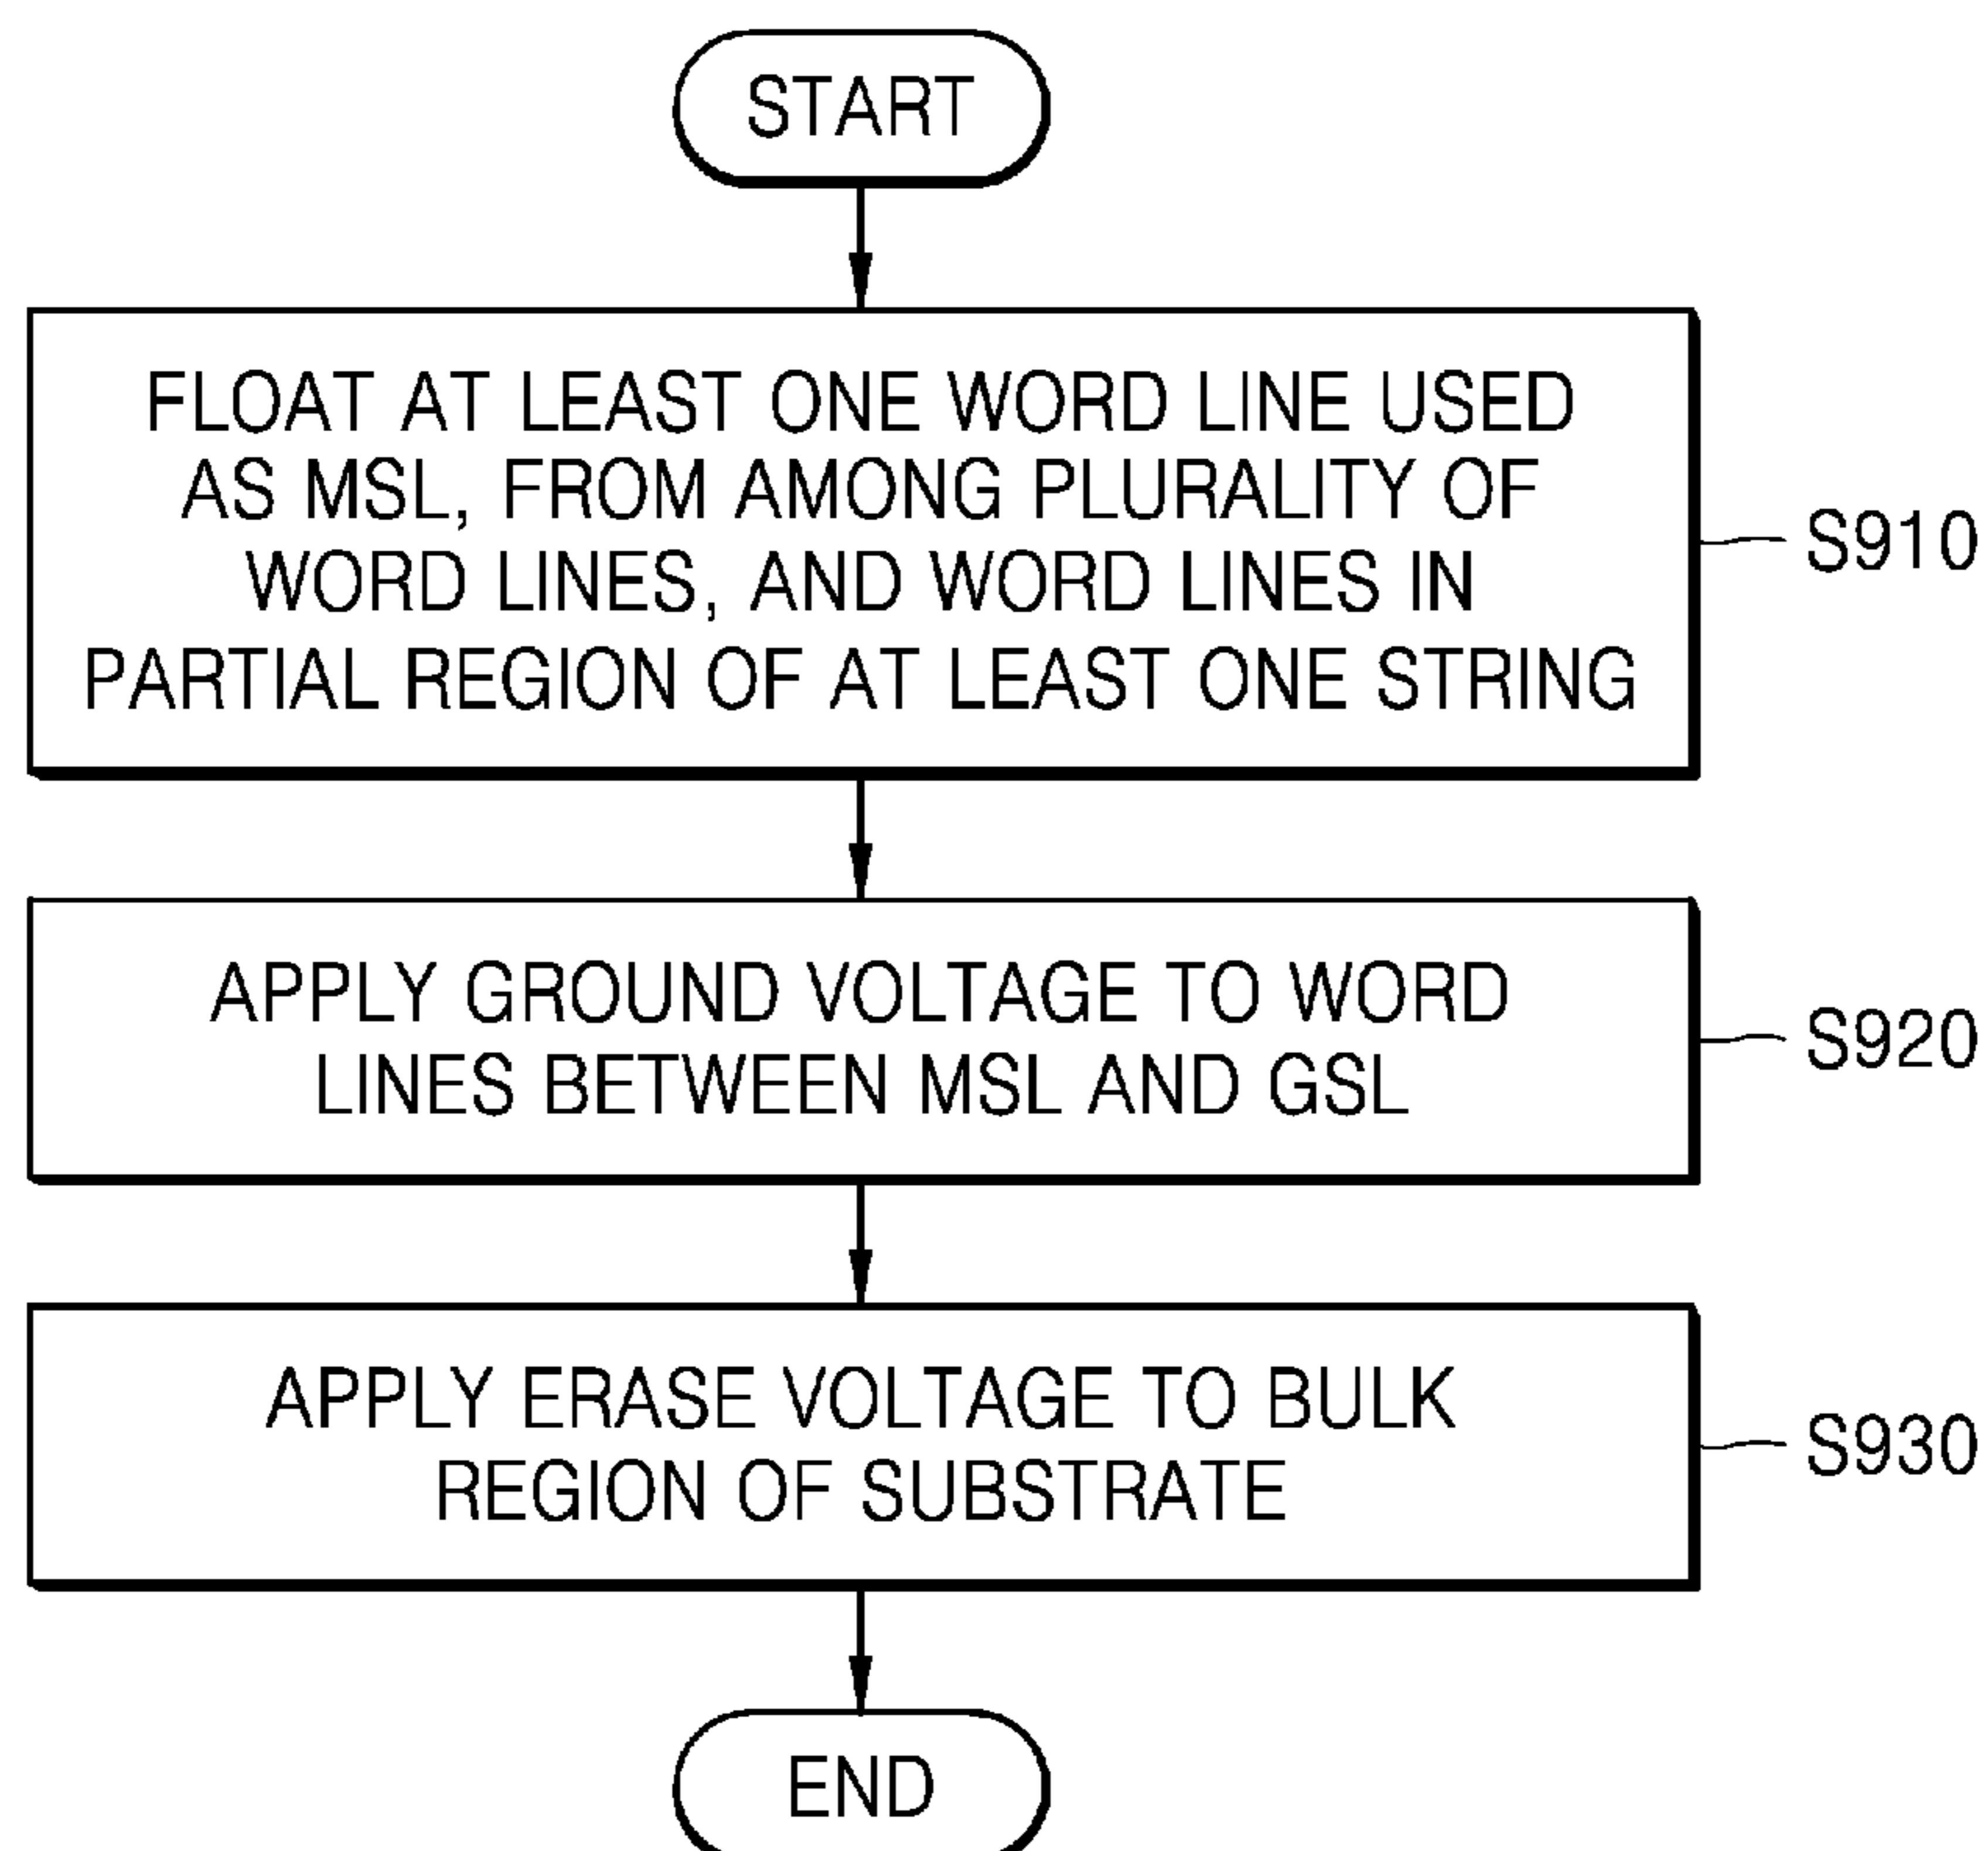 START
FLOAT AT LEAST ONE WORD LINE USED
AS MSL, FROM AMONG PLURALITY OF
WORD LINES, AND WORD LINES IN
PARTIAL REGION OF AT LEAST ONE STRING
S910
APPLY GROUND VOLTAGE TO WORD
LINES BETWEEN MSL AND GSL
S920
APPLY ERASE VOLTAGE TO BULK
REGION OF SUBSTRATE
S930
END